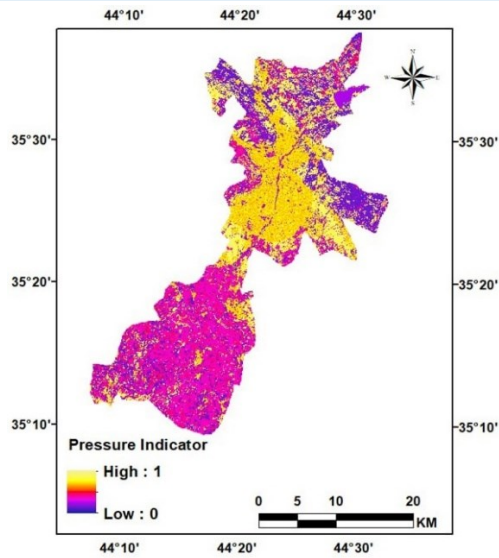 44°10' 44°20' 44°30'
N
W E
S
35°30' 35°30'
35°20' 35°20'
35°10' 35°10'
Pressure Indicator
High : 1
Low : 0
0 5 10 20
KM
44°10' 44°20' 44°30'